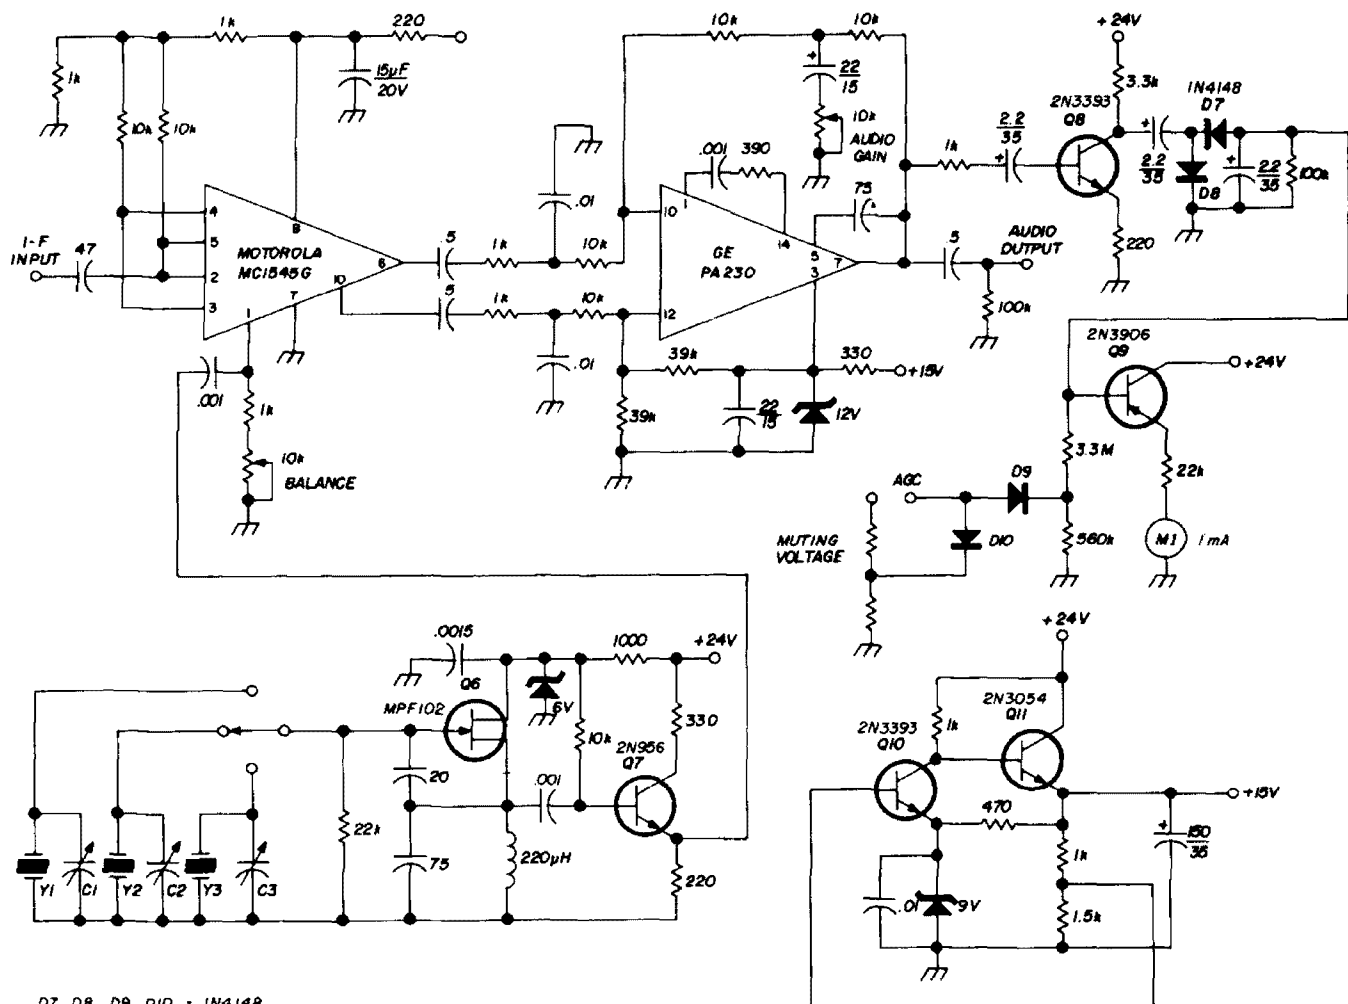 1k
220
10k
10k
+24V
1k
15µF
20V
22
15
3.3k
1N4148
D7
2N3393
Q8
10k
10k
10k
AUDIO
GAIN
2.2
35
2.2
35
D8
2.2
35
100k
.001
390
1k
.01
75
220
4
5
2
3
8
6
10
7
1
MOTOROLA
MC1545G
1-F
INPUT
47
.5
1k
10k
.5
1k
10k
10
1
14
GE
PA230
5
3
7
12
AUDIO
OUTPUT
.5
100k
2N3906
Q9
+24V
.01
39k
330
+15V
.001
1k
39k
22
15
12V
10k
BALANCE
3.3M
22k
AGC
D9
MUTING
VOLTAGE
D10
560k
M1
1mA
+24V
.0015
1000
+24V
Q6
MPF102
6V
330
2N3054
Q11
2N3393
Q10
1k
10k
2N956
Q7
20
.001
470
+15V
22k
150
35
1k
75
220µH
220
Y1
C1
Y2
C2
Y3
C3
.01
9V
1.5k
D7, D8, D9, D10 - 1N4148